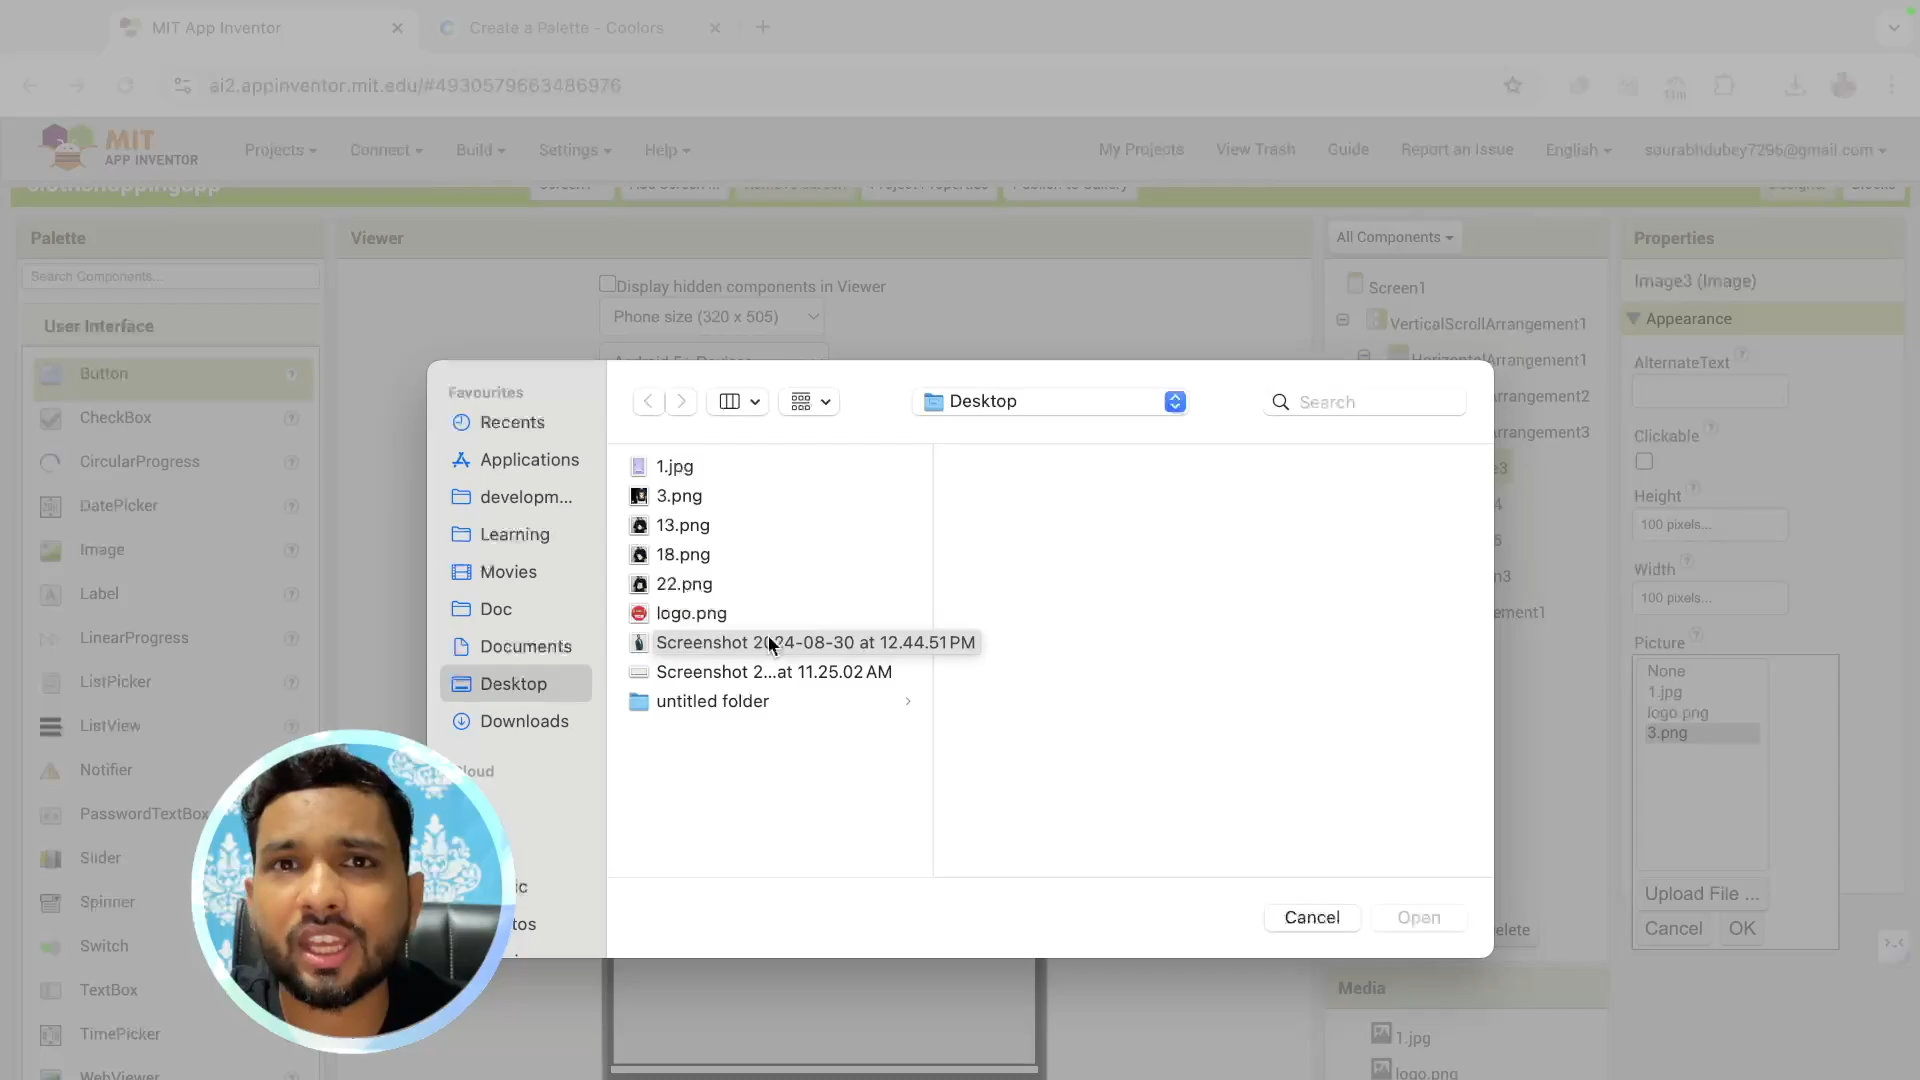 MIT App Inventor
Create a Palette - Coolors
ai2.appinventor.mit.edu/#4930579663486976
MIT
APP INVENTOR
Projects
Connect
Build
Settings
Help
My Projects
View Trash
Guide
Report an Issue
English
sourabhdubey7296@gmail.com
Palette
Search Components...
User Interface
Button
CheckBox
CircularProgress
DatePicker
Image
Label
LinearProgress
ListPicker
ListView
Notifier
PasswordTextBox
Slider
Spinner
Switch
TextBox
TimePicker
WebViewer
Viewer
Display hidden components in Viewer
Phone size (320 x 505)
Favourites
Recents
Applications
developm...
Learning
Movies
Doc
Documents
Desktop
Downloads
Desktop
Search
1.jpg
3.png
13.png
18.png
22.png
logo.png
Screenshot 2024-08-30 at 12.44.51 PM
Screenshot 2...at 11.25.02 AM
untitled folder
Cancel
Open
All Components
Screen1
VerticalScrollArrangement1
HorizontalArrangement1
rrangement2
rrangement3
Media
1.jpg
logo.png
Properties
Image3 (Image)
Appearance
AlternateText
Clickable
Height
100 pixels...
Width
100 pixels...
Picture
None
1.jpg
logo.png
3.png
Upload File ...
Cancel
OK